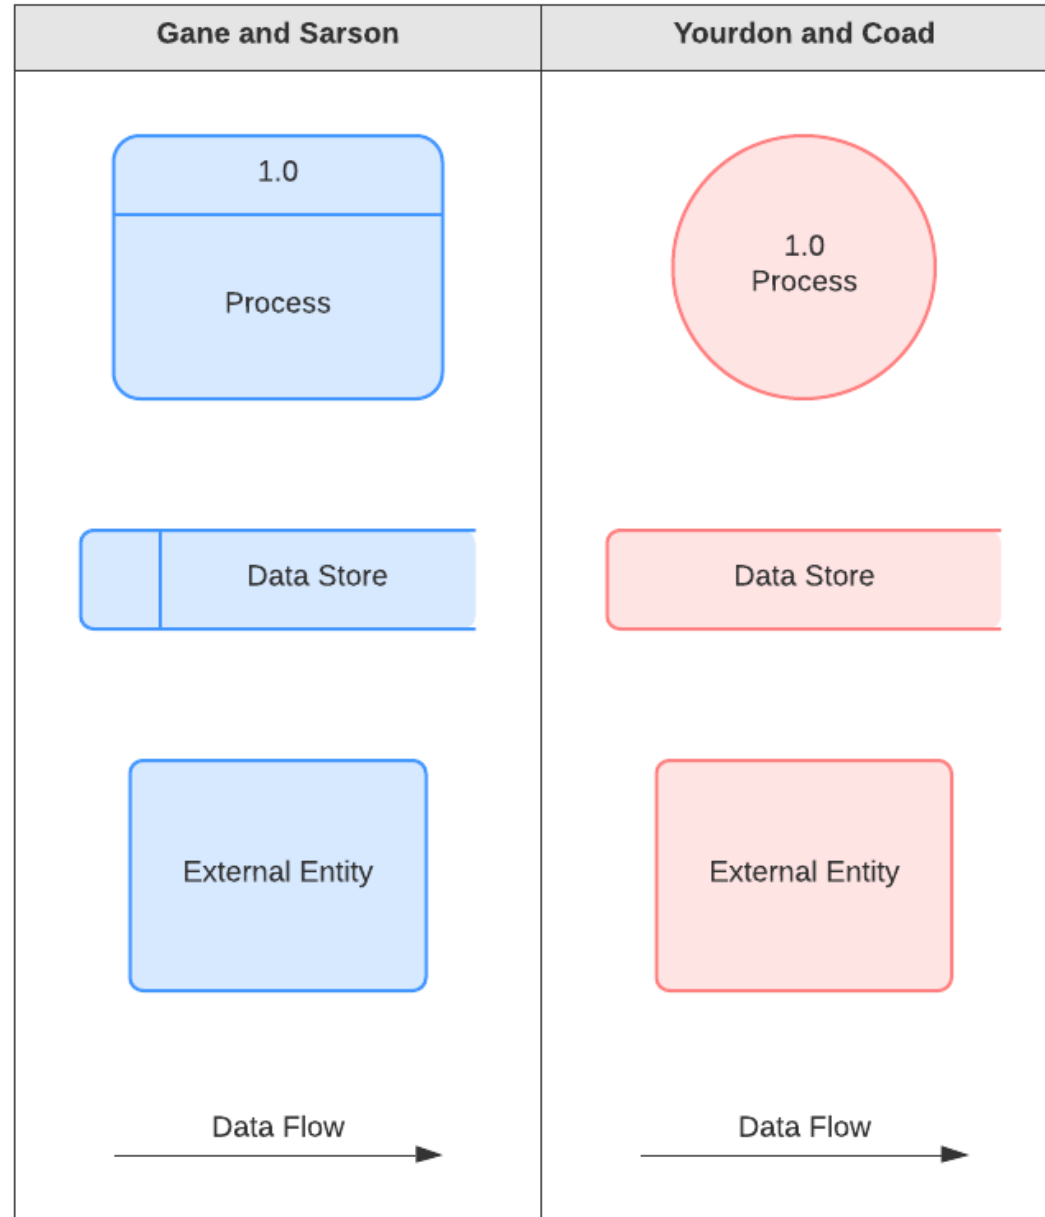 Gane and Sarson
Yourdon and Coad
1.0
Process
1.0
Process
Data Store
Data Store
External Entity
External Entity
Data Flow
Data Flow